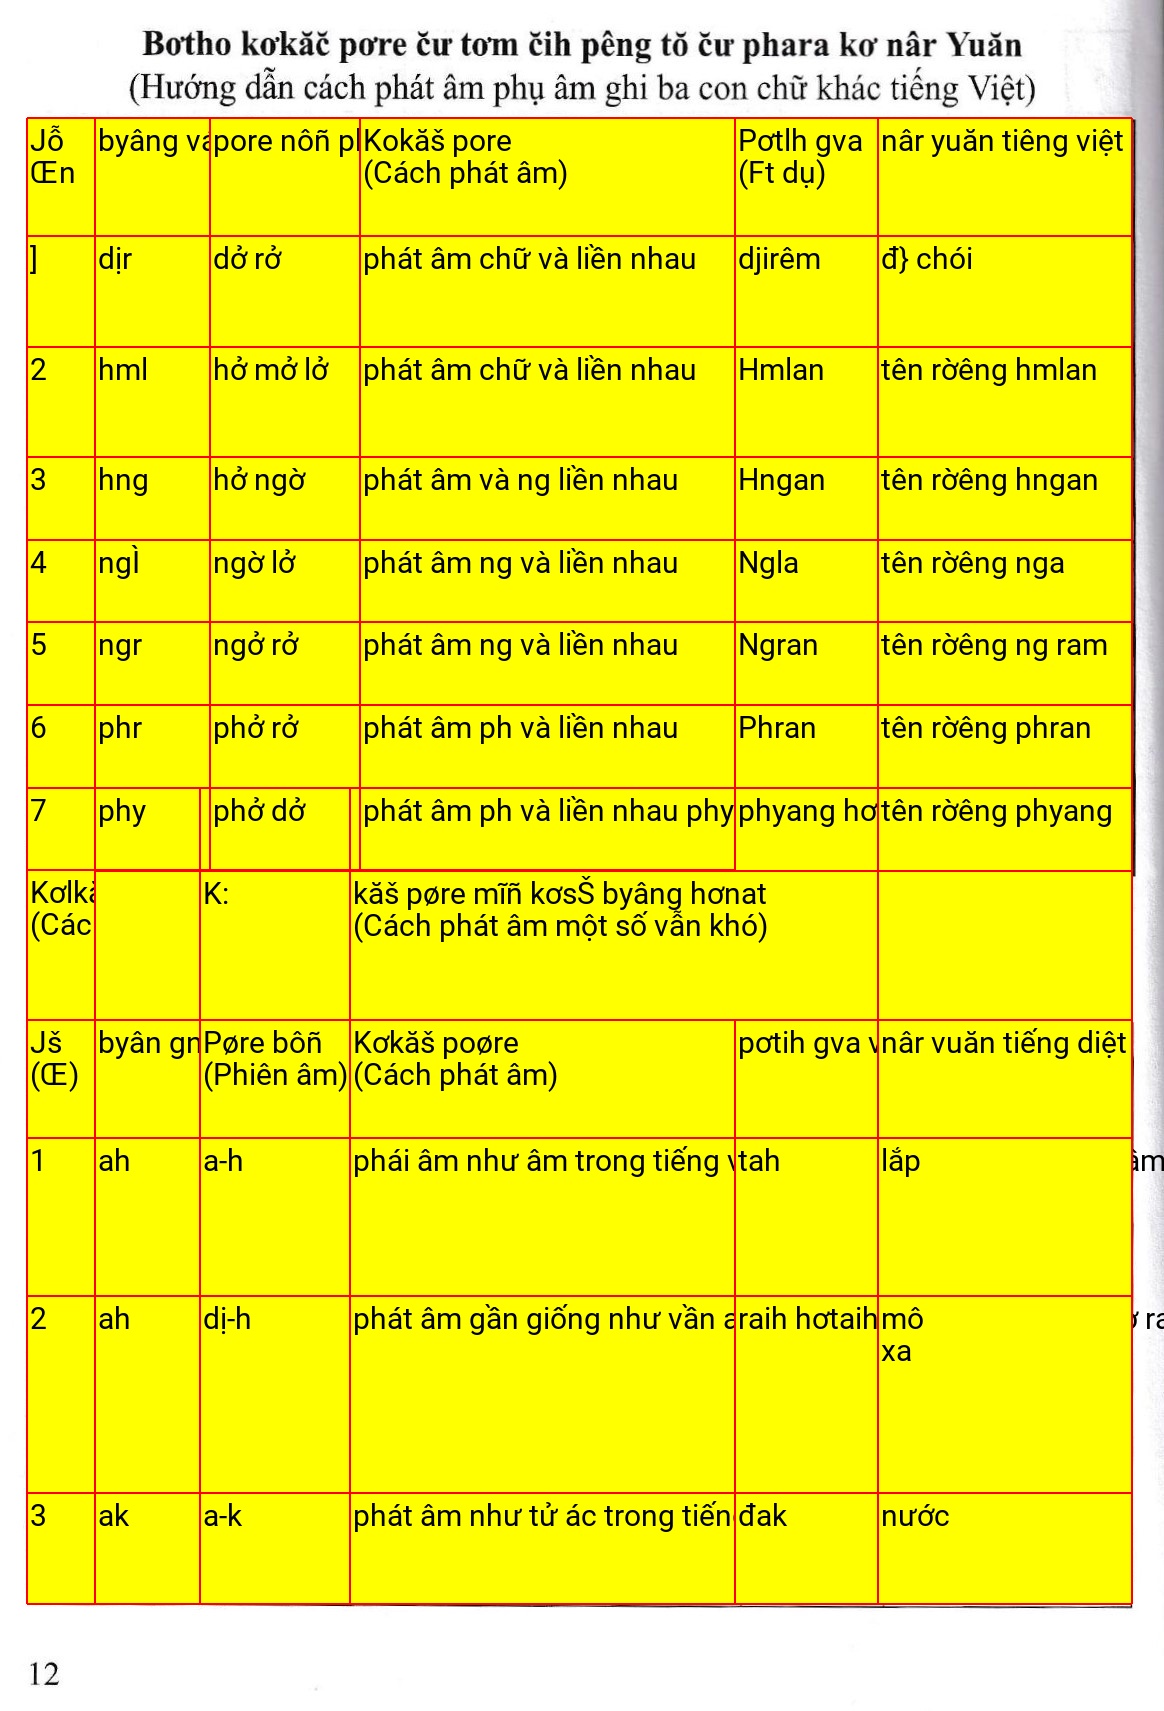 Bơtho kơkăč pơre čư tơm čih pêng tŏ čư phara kơ nâr Yuăn
(Hướng dẫn cách phát âm phụ âm ghi ba con chữ khác tiếng Việt)
Jỗ byâng vá pore nôñ pl Kokăš pore Pơtlh gva nâr yuăn tiêng việt
Œn (Cách phát âm) (Ft dụ)
] dịr dở rở phát âm chữ và liền nhau djirêm đ} chói
2 hml hở mở lở phát âm chữ và liền nhau Hmlan tên rờêng hmlan
3 hng hở ngờ phát âm và ng liền nhau Hngan tên rờêng hngan
4 ngÌ ngờ lở phát âm ng và liền nhau Ngla tên rờêng nga
5 ngr ngở rở phát âm ng và liền nhau Ngran tên rờêng ng ram
6 phr phở rở phát âm ph và liền nhau Phran tên rờêng phran
7 phy phở dở phát âm ph và liền nhau phy phyang hơ tên rờêng phyang
Kơlkă K: kăš pøre mĩñ kơsŠ byâng hơnat
(Các (Cách phát âm một số vẫn khó)
Jš byân gn Pøre bôñ Kơkăš poøre pơtih gva v nâr vuăn tiếng diệt
(Œ) (Phiên âm) (Cách phát âm)
1 ah a-h phái âm như âm trong tiếng v tah lắp âm
2 ah dị-h phát âm gần giống như vần a raih hơtaih mô ơ ra
xa
3 ak a-k phát âm như tử ác trong tiến đak nước
12